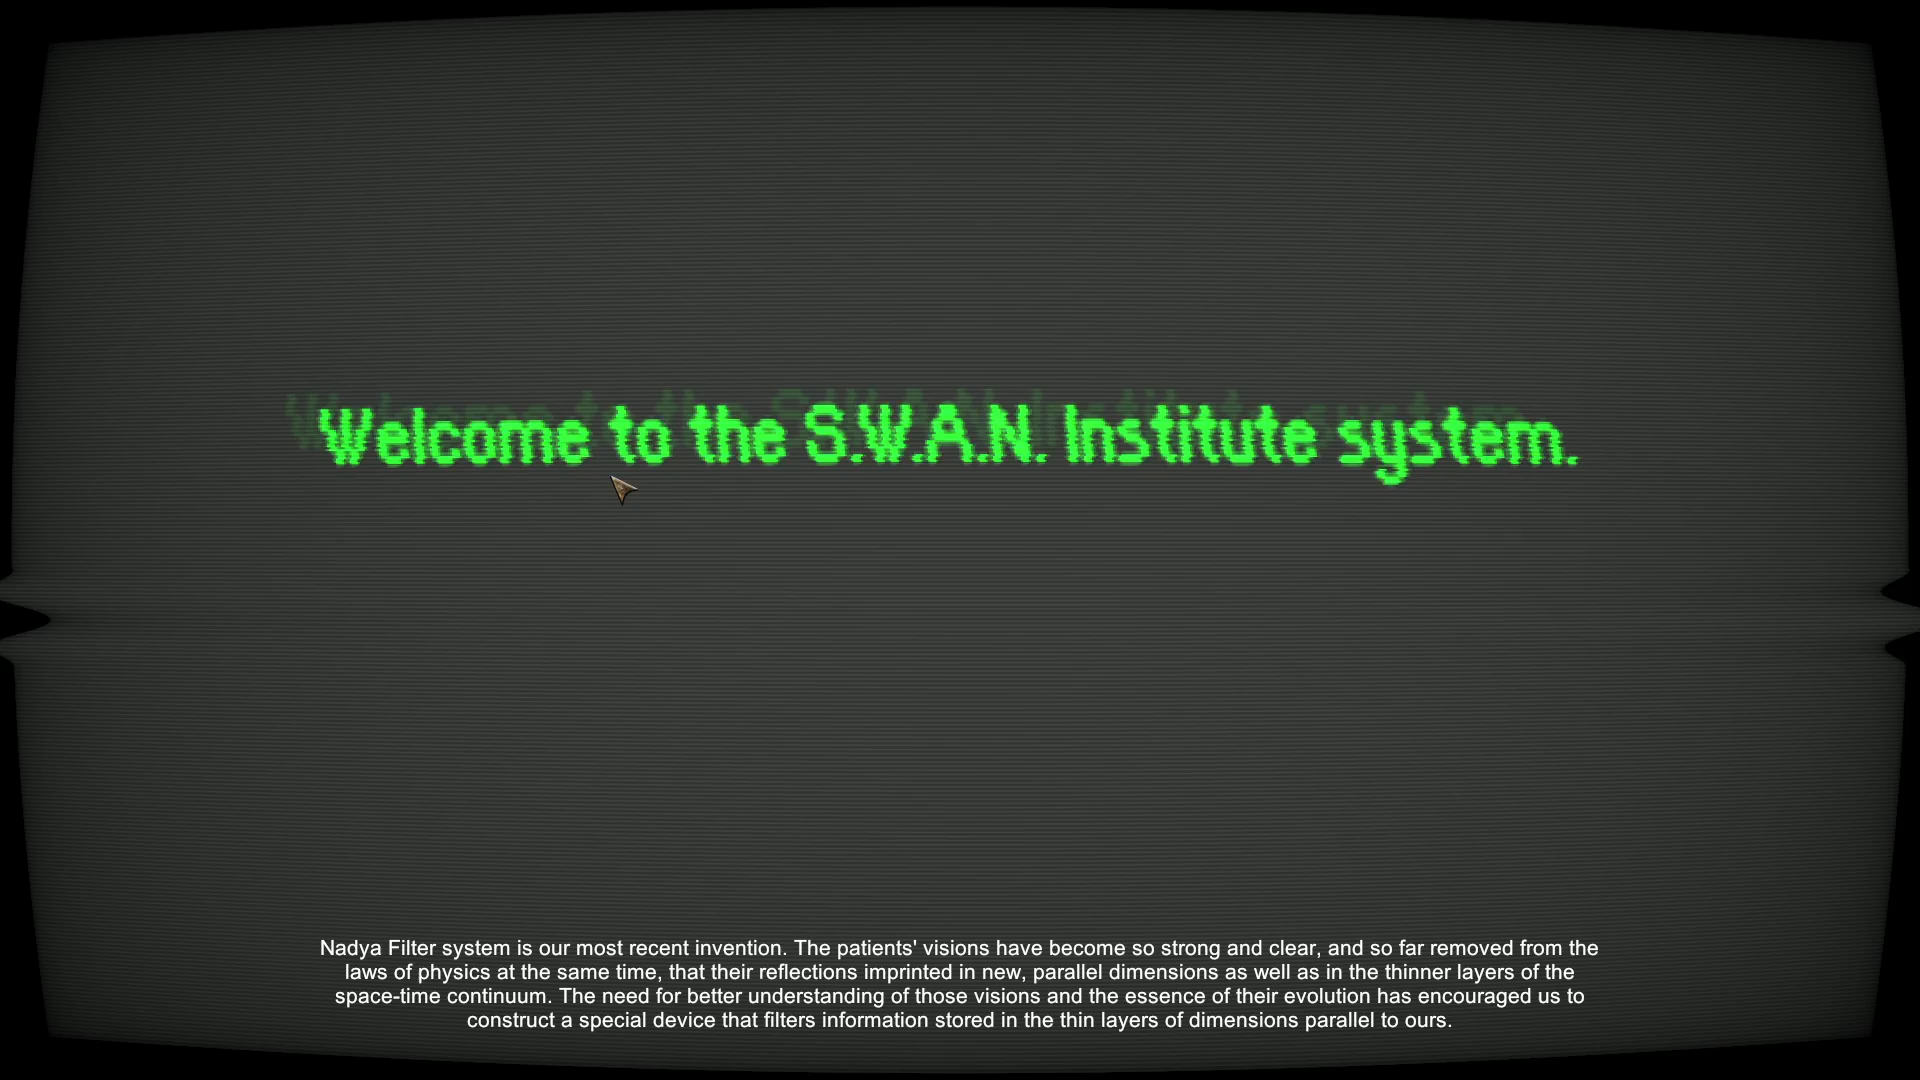 Welcome to the S.W.A.N. Institute system.
Nadya Filter system is our most recent invention. The patients' visions have become so strong and clear, and so far removed from the
laws of physics at the same time, that their reflections imprinted in new, parallel dimensions as well as in the thinner layers of the
space-time continuum. The need for better understanding of those visions and the essence of their evolution has encouraged us to
construct a special device that filters information stored in the thin layers of dimensions parallel to ours.